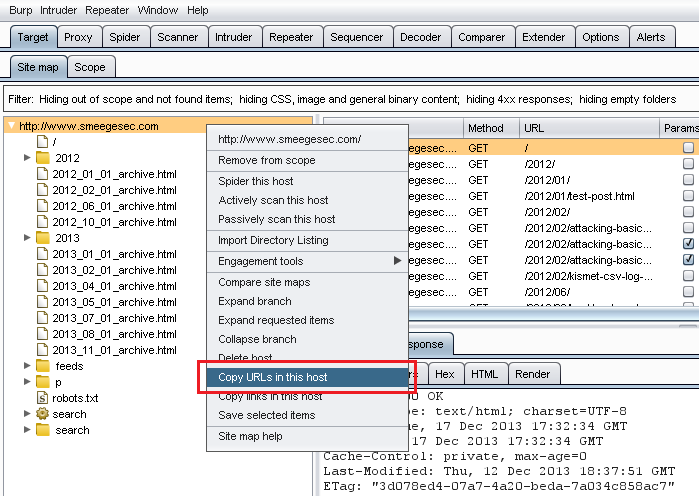 Burp Intruder Repeater Window Help
Target Proxy Spider Scanner Intruder Repeater Sequencer Decoder Comparer Extender Options Alerts
Site map Scope
Filter: Hiding out of scope and not found items; hiding CSS, image and general binary content; hiding 4xx responses; hiding empty folders
http://www.smeegesec.com
/
2012
2012_01_01_archive.html
2012_02_01_archive.html
2012_06_01_archive.html
2012_10_01_archive.html
2013
2013_01_01_archive.html
2013_02_01_archive.html
2013_04_01_archive.html
2013_05_01_archive.html
2013_07_01_archive.html
2013_08_01_archive.html
2013_11_01_archive.html
feeds
p
robots.txt
search
search
http://www.smeegesec.com/
Remove from scope
Spider this host
Actively scan this host
Passively scan this host
Import Directory Listing
Engagement tools
Compare site maps
Expand branch
Expand requested items
Collapse branch
Delete host
Copy URLs in this host
Copy links in this host
Save selected items
Site map help
Method URL Params
egesec.... GET /
egesec.... GET /2012/
egesec.... GET /2012/01/
egesec.... GET /2012/01/test-post.html
egesec.... GET /2012/02/
egesec.... GET /2012/02/attacking-basic...
egesec.... GET /2012/02/attacking-basic...
egesec.... GET /2012/02/attacking-basic...
egesec.... GET /2012/02/kismet-csv-log-...
egesec.... GET /2012/06/
sponse
Hex HTML Render
OK
pe: text/html; charset=UTF-8
ue, 17 Dec 2013 17:32:34 GMT
17 Dec 2013 17:32:34 GMT
Cache-Control: private, max-age=0
Last-Modified: Thu, 12 Dec 2013 18:37:51 GMT
ETag: "3d078ed4-07a7-4a20-beda-7a034c858ac7"